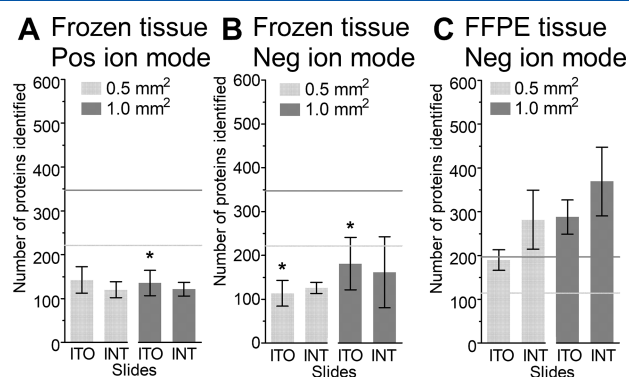 A Frozen tissue
Pos ion mode
600
500
400
300
200
100
0
Number of proteins identified
0.5 mm²
1.0 mm²
*
ITO INT ITO INT
Slides
B Frozen tissue
Neg ion mode
600
500
400
300
200
100
0
Number of proteins identified
0.5 mm²
1.0 mm²
*
*
ITO INT ITO INT
Slides
C FFPE tissue
Neg ion mode
600
500
400
300
200
100
0
Number of proteins identified
0.5 mm²
1.0 mm²
ITO INT ITO INT
Slides